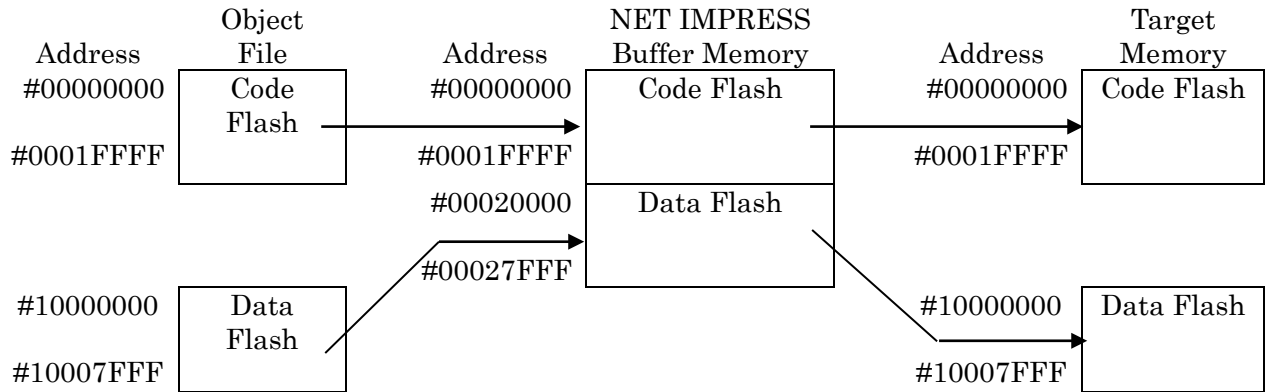 Object NET IMPRESS Target
Address File Address Buffer Memory Address Memory
#00000000 Code #00000000 Code Flash #00000000 Code Flash
Flash
#0001FFFF #0001FFFF #0001FFFF
#00020000 Data Flash
#00027FFF
#10000000 Data #10000000 Data Flash
Flash
#10007FFF #10007FFF